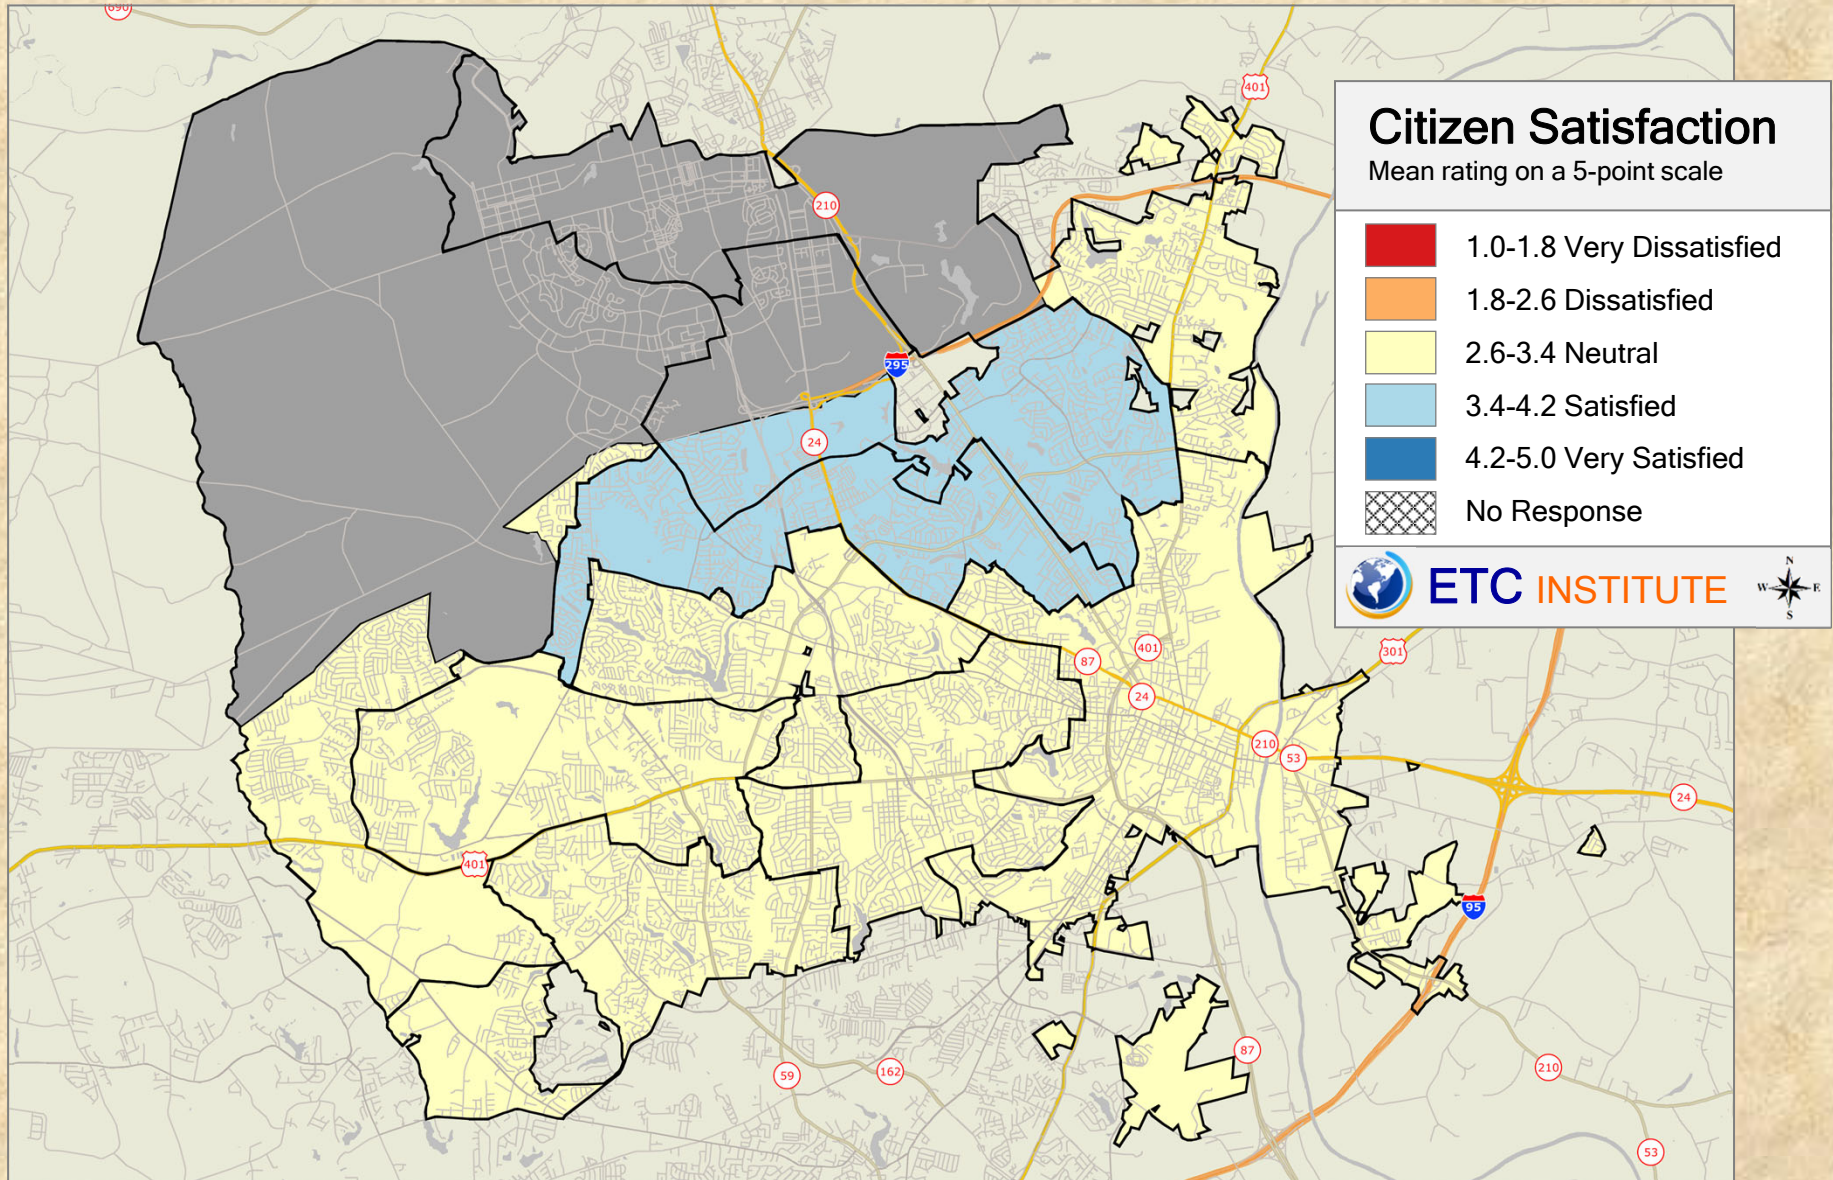 690
401
Citizen Satisfaction
Mean rating on a 5-point scale
210
1.0-1.8 Very Dissatisfied
1.8-2.6 Dissatisfied
2.6-3.4 Neutral
295
3.4-4.2 Satisfied
24
4.2-5.0 Very Satisfied
No Response
ETC INSTITUTE
N
W E
S
401
301
87
24
210
53
24
401
95
87
59
162
210
53